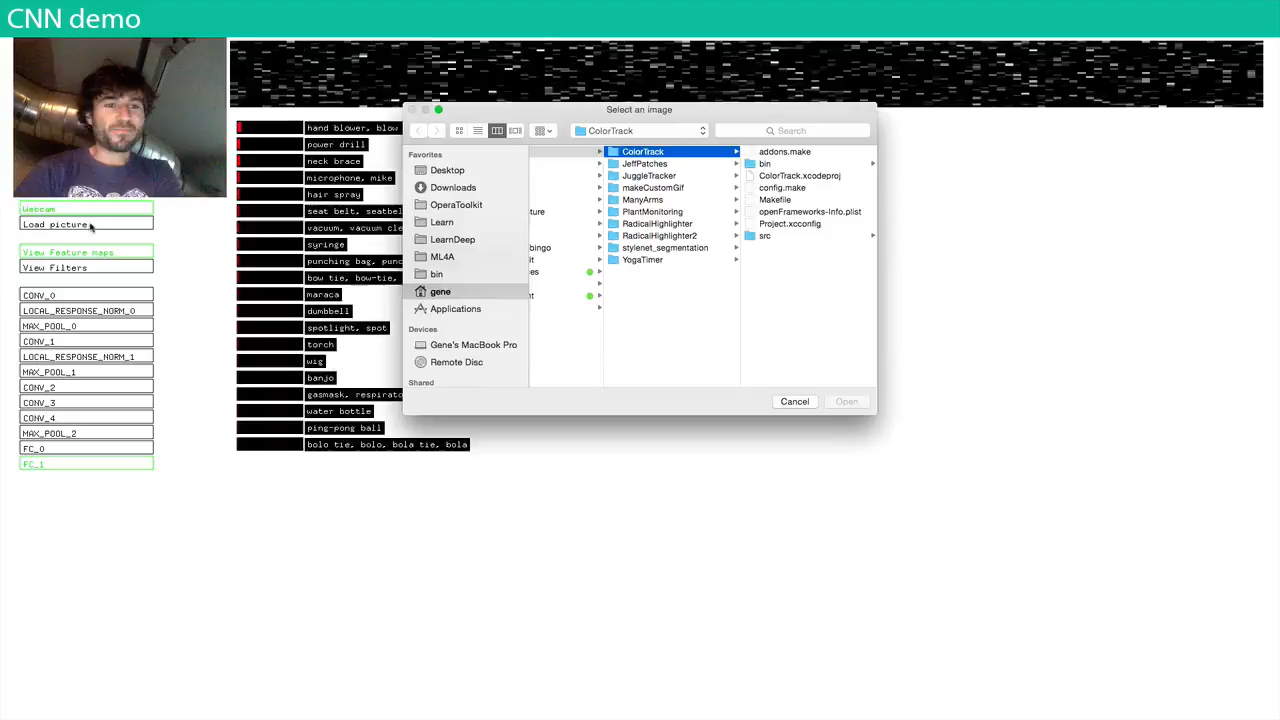 CNN demo
Webcam
Load picture
View Feature maps
View Filters
CONV_0
LOCAL_RESPONSE_NORM_0
MAX_POOL_0
CONV_1
LOCAL_RESPONSE_NORM_1
MAX_POOL_1
CONV_2
CONV_3
CONV_4
MAX_POOL_2
FC_0
FC_1
hand blower, blow
power drill
neck brace
microphone, mike
hair spray
seat belt, seatbel
vacuum, vacuum cle
syringe
punching bag, punc
bow tie, bow-tie,
maraca
dumbbell
spotlight, spot
torch
wig
banjo
gasmask, respirato
water bottle
ping-pong ball
bolo tie, bolo, bola tie, bola
Select an image
ColorTrack
Search
Favorites
Desktop
Downloads
OperaToolkit
Learn
LearnDeep
ML4A
bin
gene
Applications
Devices
Gene's MacBook Pro
Remote Disc
Shared
ture
bingo
es
it
nt
ColorTrack
JeffPatches
JuggleTracker
makeCustomGif
ManyArms
PlantMonitoring
RadicalHighlighter
RadicalHighlighter2
stylenet_segmentation
YogaTimer
addons.make
bin
ColorTrack.xcodeproj
config.make
Makefile
openFrameworks-Info.plist
Project.xcconfig
src
Cancel
Open